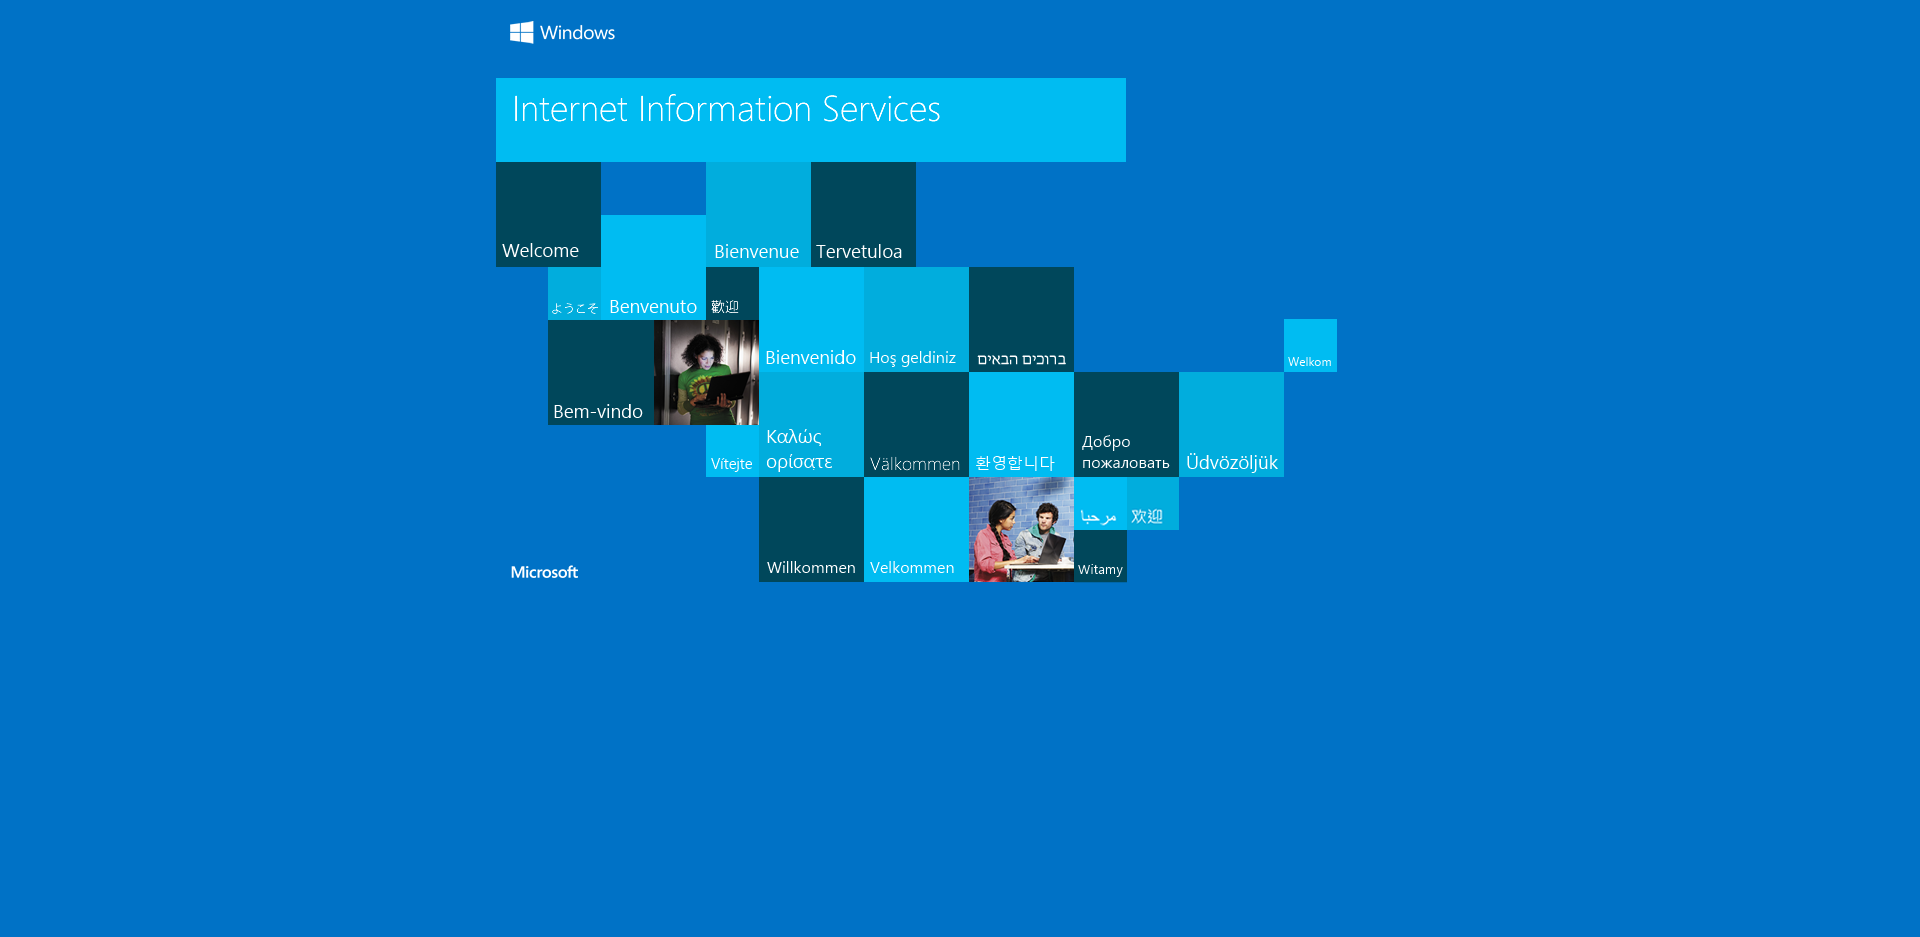 Windows
Internet Information Services
Welcome
Bienvenue
Tervetuloa
ようこそ
Benvenuto
歡迎
Bienvenido
Hoş geldiniz
ברוכים הבאים
Welkom
Bem-vindo
Vítejte
Καλώς
ορίσατε
Välkommen
환영합니다
Добро
пожаловать
Üdvözöljük
مرحبا
欢迎
Microsoft
Willkommen
Velkommen
Witamy